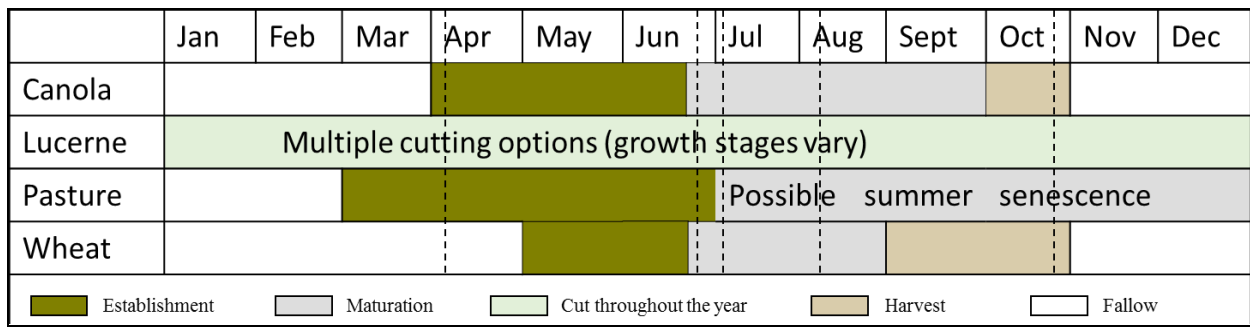 Jan Feb Mar Apr May Jun Jul Aug Sept Oct Nov Dec
Canola
Lucerne Multiple cutting options (growth stages vary)
Pasture Possible summer senescence
Wheat
Establishment Maturation Cut throughout the year Harvest Fallow